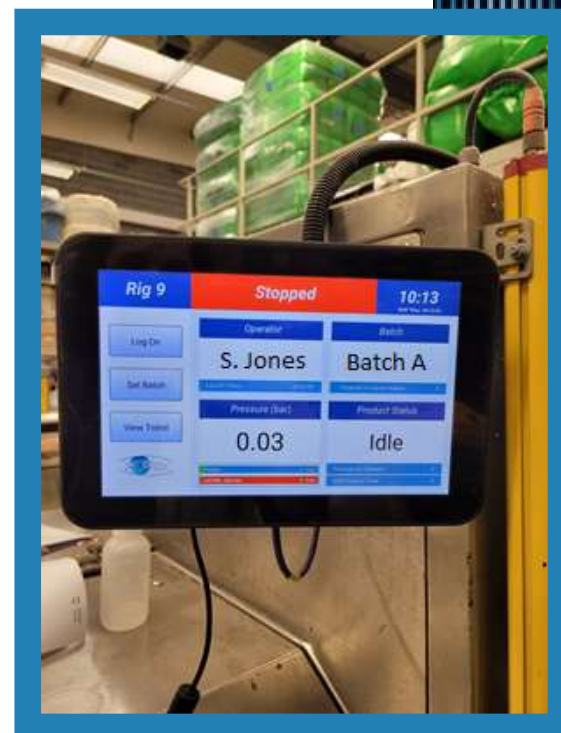 Rig 9
Stopped
10:13
Log On
Set Batch
View Trend
Operator
S. Jones
Batch
Batch A
Pressure (bar)
0.03
Product Status
Idle